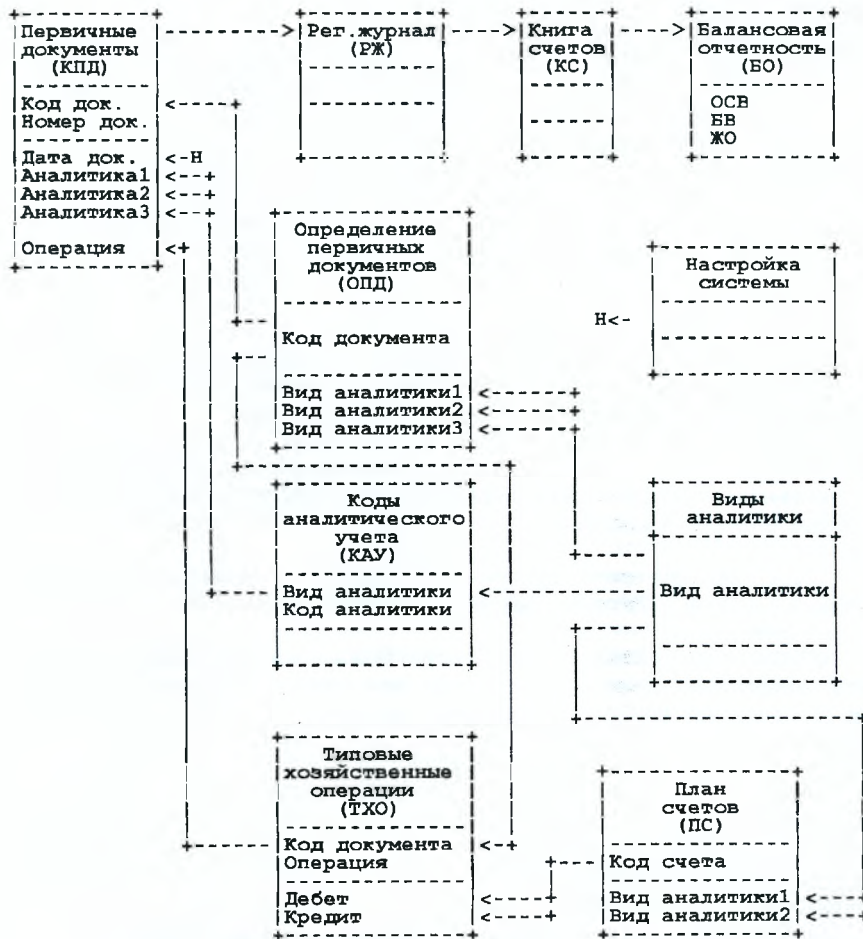 Первичные
документы
(КПД)
Код док.
Номер док.
Дата док. <-Н
Аналитика1
Аналитика2
Аналитика3
Операция
Рег.журнал
(РЖ)
Книга
счетов
(КС)
Балансовая
отчетность
(БО)
ОСВ
БВ
ЖО
Определение
первичных
документов
(ОПД)
Код документа
Вид аналитики1
Вид аналитики2
Вид аналитики3
Настройка
системы
Н<-
Коды
аналитического
учета
(КАУ)
Вид аналитики
Код аналитики
Виды
аналитики
Вид аналитики
Типовые
хозяйственные
операции
(ТХО)
Код документа
Операция
Дебет
Кредит
План
счетов
(ПС)
Код счета
Вид аналитики1
Вид аналитики2